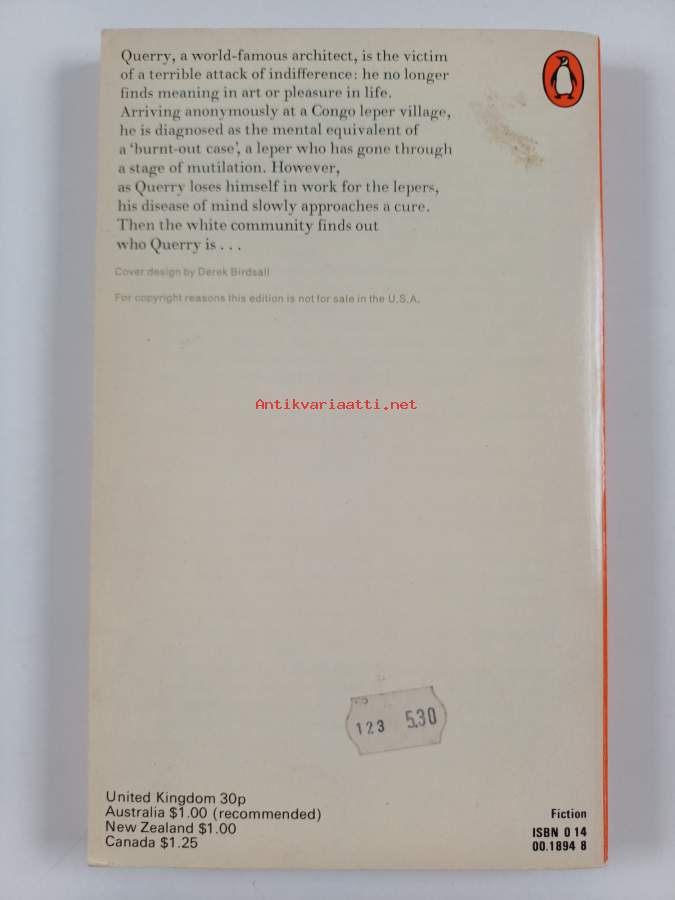 Querry, a world-famous architect, is the victim
of a terrible attack of indifference: he no longer
finds meaning in art or pleasure in life.
Arriving anonymously at a Congo leper village,
he is diagnosed as the mental equivalent of
a ‘burnt-out case’, a leper who has gone through
a stage of mutilation. However,
as Querry loses himself in work for the lepers,
his disease of mind slowly approaches a cure.
Then the white community finds out
who Querry is . . .
Cover design by Derek Birdsall
For copyright reasons this edition is not for sale in the U.S.A.
Antikvariaatti.net
123 5.30
United Kingdom 30p
Australia $1.00 (recommended)
New Zealand $1.00
Canada $1.25
Fiction
ISBN 0 14
00.1894 8